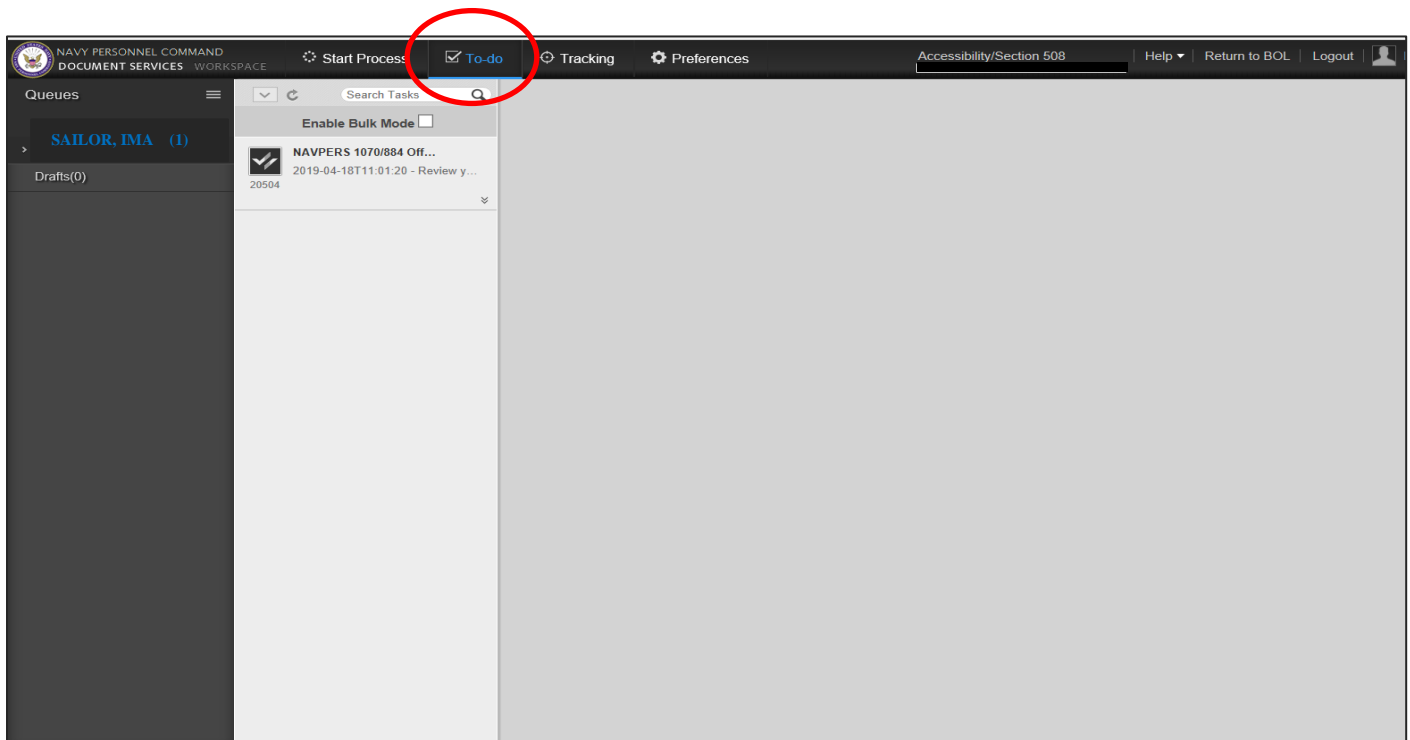 NAVY PERSONNEL COMMAND
DOCUMENT SERVICES WORKSPACE
Start Process To-do Tracking Preferences Accessibility/Section 508 Help Return to BOL Logout
Queues
Search Tasks
Enable Bulk Mode
SAILOR, IMA (1)
NAVPERS 1070/884 Off...
2019-04-18T11:01:20 - Review y...
20504
Drafts(0)